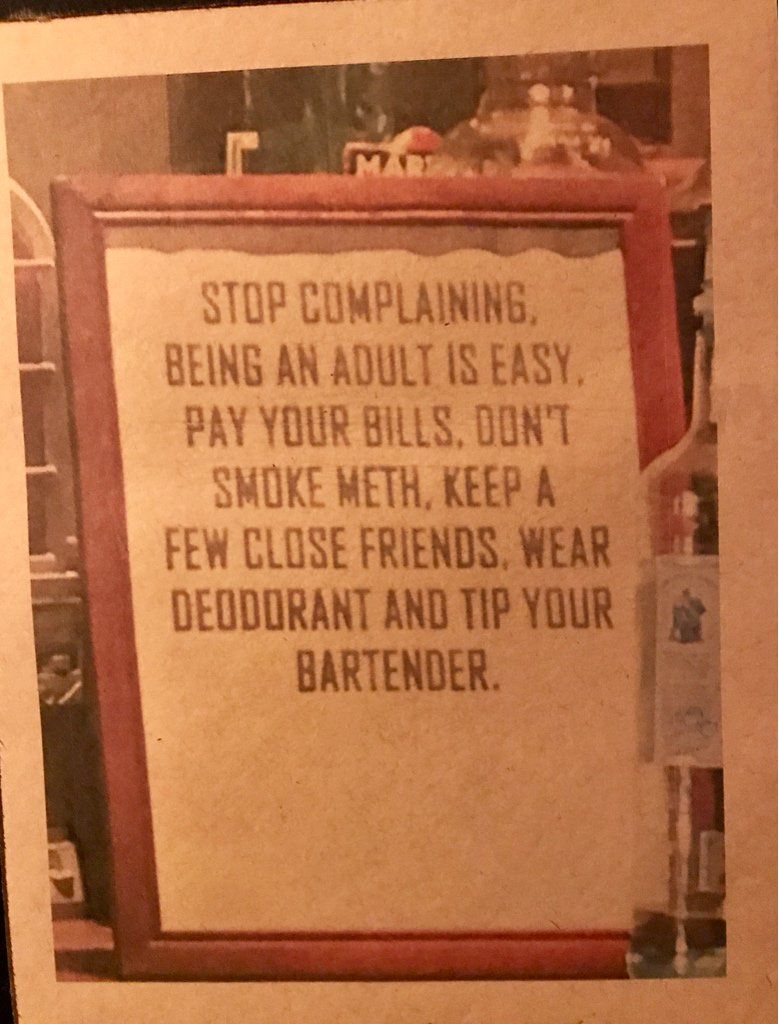 STOP COMPLAINING,
BEING AN ADULT IS EASY.
PAY YOUR BILLS, DON'T
SMOKE METH, KEEP A
FEW CLOSE FRIENDS, WEAR
DEODORANT AND TIP YOUR
BARTENDER.